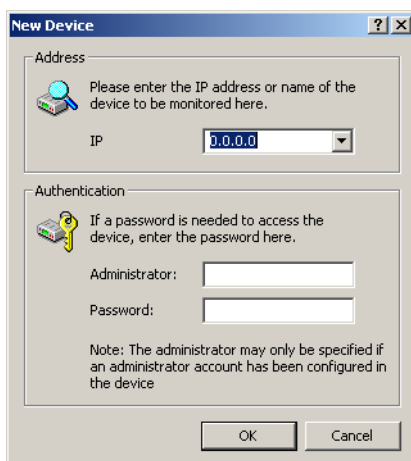 New Device
?
X
Address
Please enter the IP address or name of the
device to be monitored here.
IP
0.0.0.0
Authentication
If a password is needed to access the
device, enter the password here.
Administrator:
Password:
Note: The administrator may only be specified if
an administrator account has been configured in
the device
OK
Cancel